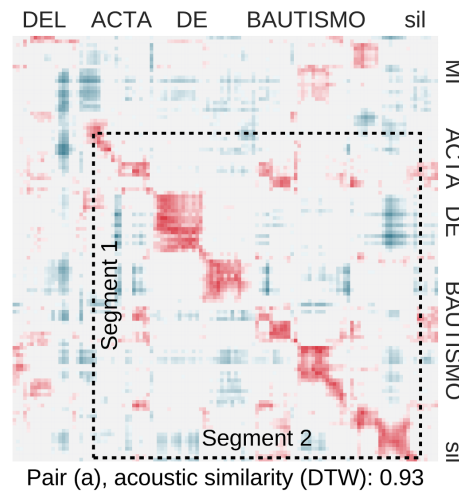 DEL ACTA DE BAUTISMO sil
MI ACTA DE BAUTISMO sil
Segment 1
Segment 2
Pair (a), acoustic similarity (DTW): 0.93